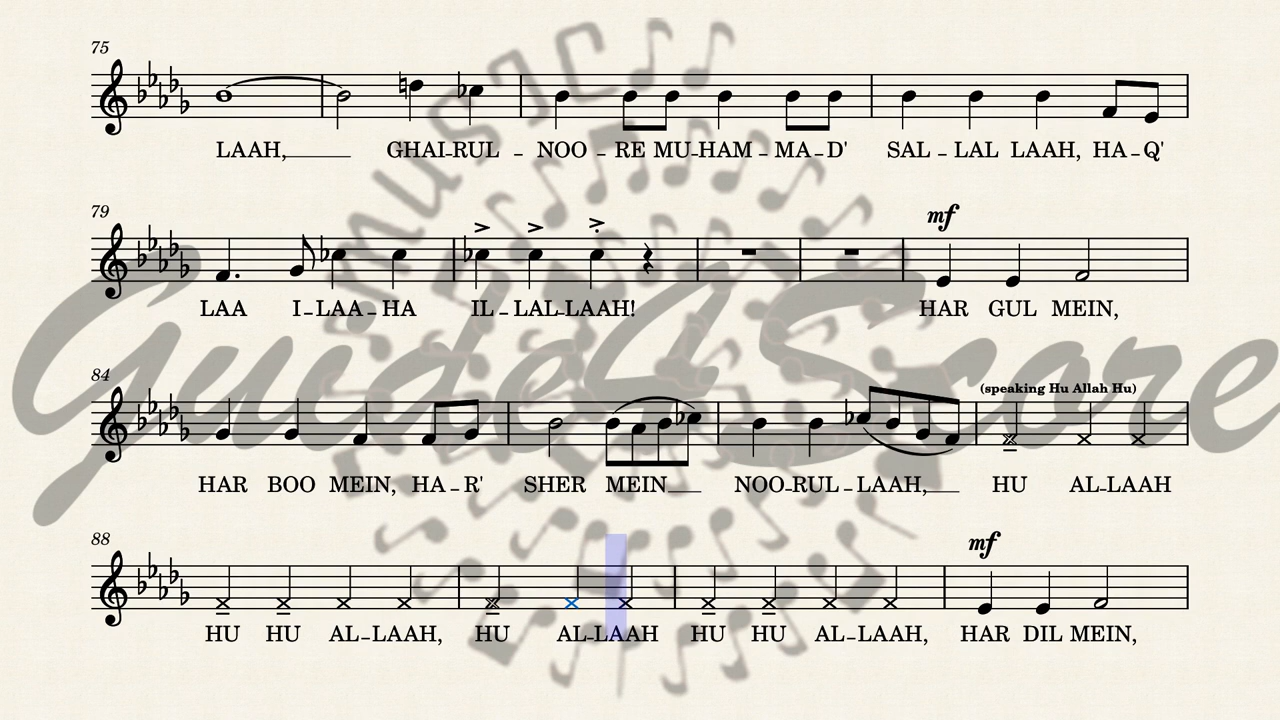 75
LAAH, GHAI-RUL - NOO - RE MU-HAM - MA-D' SAL - LAL LAAH, HA-Q'
79
mf
LAA I-LAA-HA IL - LAL-LAAH! HAR GUL MEIN,
84
(speaking Hu Allah Hu)
HAR BOO MEIN, HA-R' SHER MEIN NOO-RUL-LAAH, HU AL-LAAH
88
mf
HU HU AL-LAAH, HU AL-LAAH HU HU AL-LAAH, HAR DIL MEIN,
music
Guided Score